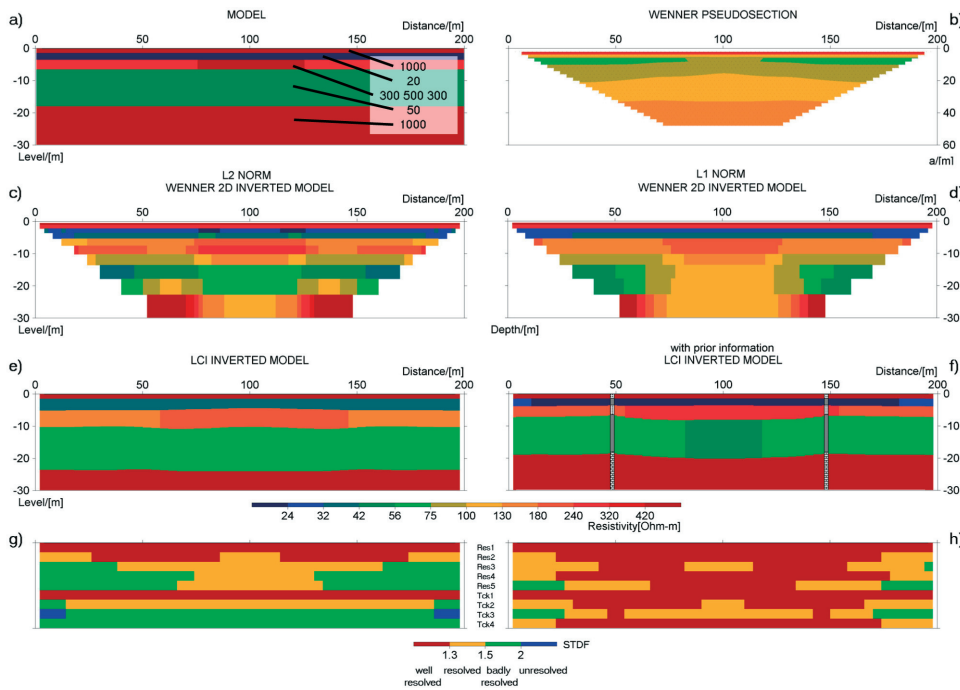 a)
MODEL
Distance/[m]
0 50 100 150 200
0
-10
-20
-30
Level/[m]
1000
20
300 500 300
50
1000
WENNER PSEUDOSECTION
b)
Distance/[m]
0 50 100 150 200
0
20
40
60
a/[m]
c)
L2 NORM
WENNER 2D INVERTED MODEL
Distance/[m]
0 50 100 150 200
0
-10
-20
-30
Level/[m]
L1 NORM
WENNER 2D INVERTED MODEL
d)
Distance/[m]
0 50 100 150 200
0
-10
-20
-30
Depth/[m]
e)
LCI INVERTED MODEL
Distance/[m]
0 50 100 150 200
0
-10
-20
-30
Level/[m]
with prior information
LCI INVERTED MODEL
f)
Distance/[m]
0 50 100 150 200
0
-10
-20
-30
24 32 42 56 75 100 130 180 240 320 420
Resistivity[Ohm-m]
g)
Res1
Res2
Res3
Res4
Res5
Tck1
Tck2
Tck3
Tck4
h)
STDF
1.3 1.5 2
well resolved badly unresolved
resolved resolved